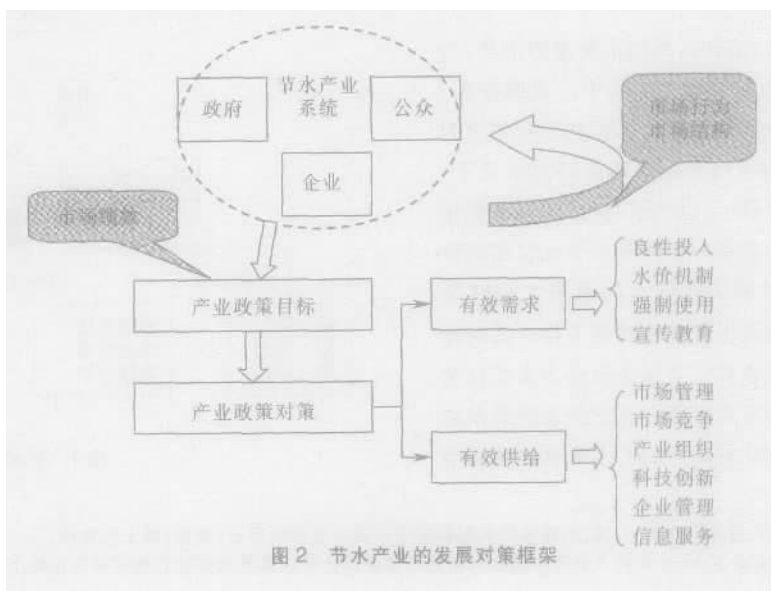 节水产业
系统
政府
公众
企业
市场行为
市场结构
市场绩效
产业政策目标
有效需求
良性投入
水价机制
强制使用
宣传教育
产业政策对策
有效供给
市场管理
市场竞争
产业组织
科技创新
企业管理
信息服务
图2 节水产业的发展对策框架